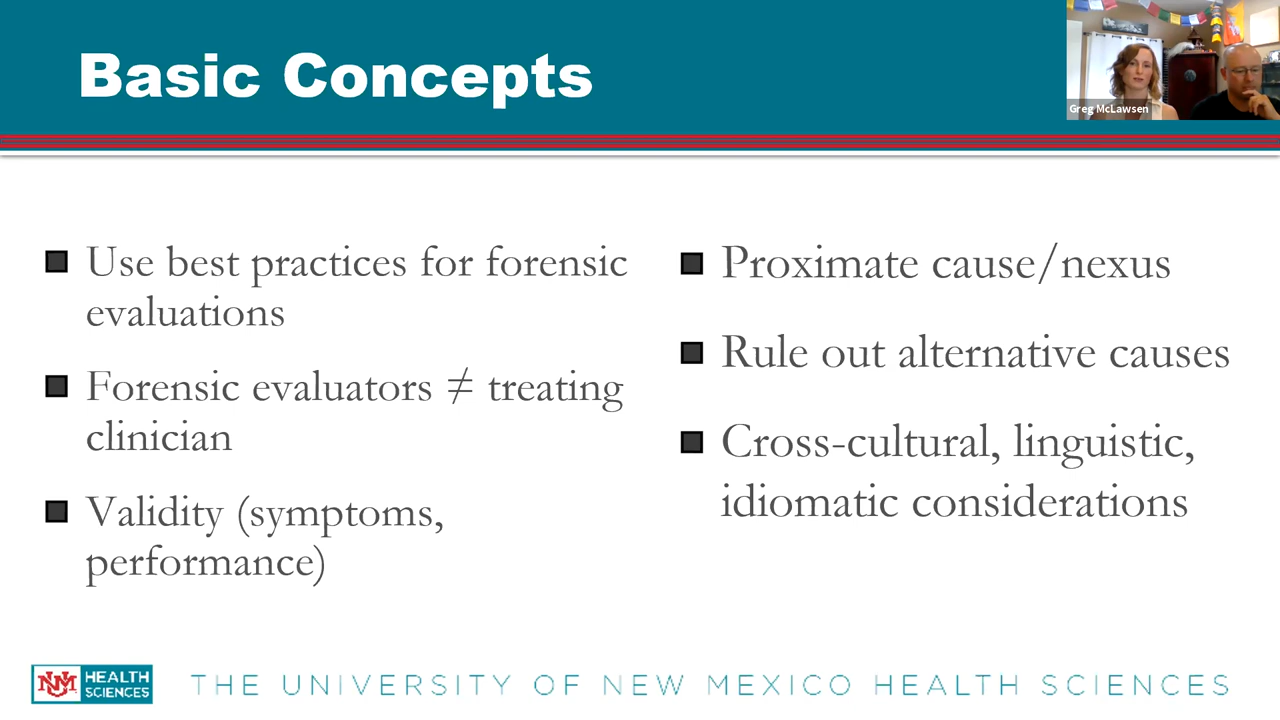 Basic Concepts
Greg McLawsen
Use best practices for forensic
evaluations
Forensic evaluators ≠ treating
clinician
Validity (symptoms,
performance)
Proximate cause/nexus
Rule out alternative causes
Cross-cultural, linguistic,
idiomatic considerations
UNM HEALTH
SCIENCES
THE UNIVERSITY OF NEW MEXICO HEALTH SCIENCES